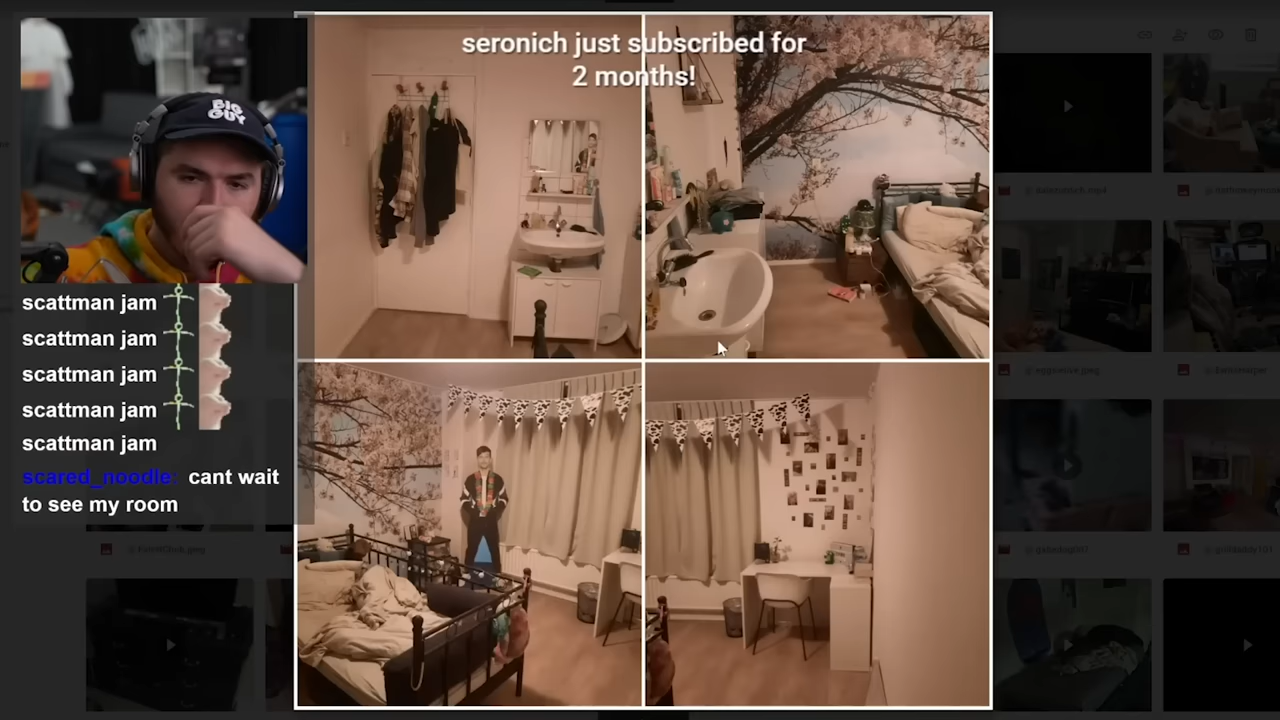 seronich just subscribed for
2 months!
BIG
GUY
scattman jam
scattman jam
scattman jam
scattman jam
scattman jam
scared_noodle: cant wait
to see my room